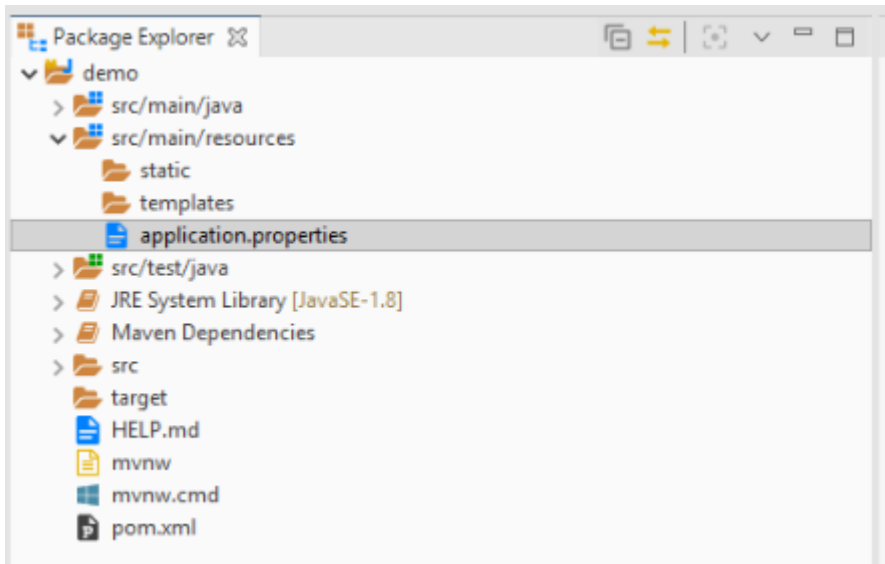 Package Explorer
demo
src/main/java
src/main/resources
static
templates
application.properties
src/test/java
JRE System Library [JavaSE-1.8]
Maven Dependencies
src
target
HELP.md
mvnw
mvnw.cmd
pom.xml